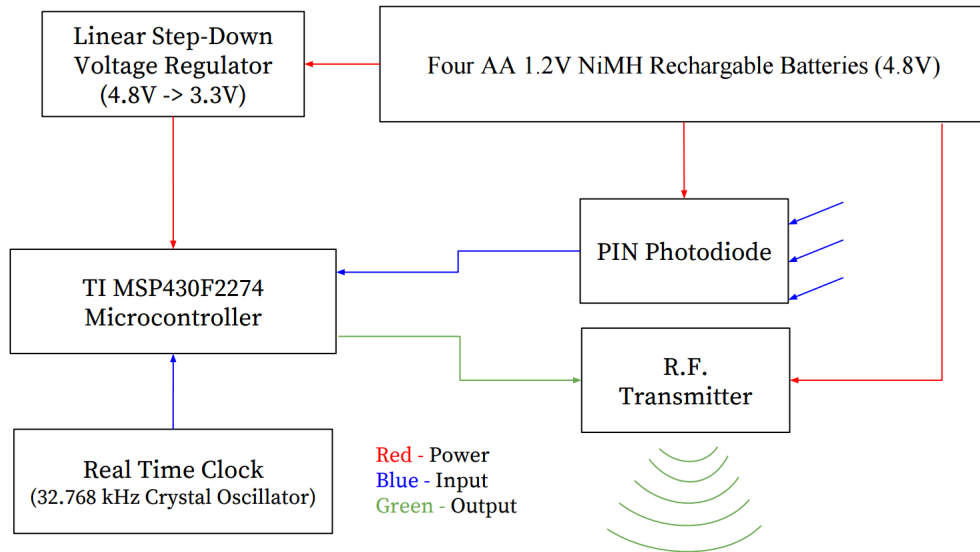 Linear Step-Down
Voltage Regulator
(4.8V -> 3.3V)
Four AA 1.2V NiMH Rechargable Batteries (4.8V)
PIN Photodiode
TI MSP430F2274
Microcontroller
R.F.
Transmitter
Real Time Clock
(32.768 kHz Crystal Oscillator)
Red - Power
Blue - Input
Green - Output